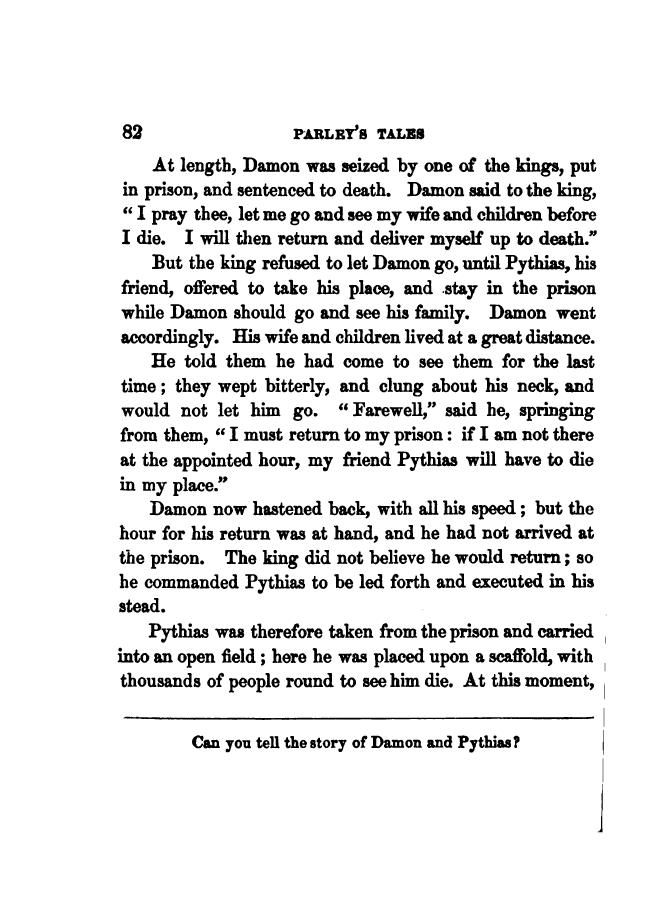 82 PARLEY'S TALES
At length, Damon was seized by one of the kings, put
in prison, and sentenced to death. Damon said to the king,
“ I pray thee, let me go and see my wife and children before
I die. I will then return and deliver myself up to death.”
But the king refused to let Damon go, until Pythias, his
friend, offered to take his place, and stay in the prison
while Damon should go and see his family. Damon went
accordingly. His wife and children lived at a great distance.
He told them he had come to see them for the last
time ; they wept bitterly, and clung about his neck, and
would not let him go. “ Farewell,” said he, springing
from them, “ I must return to my prison : if I am not there
at the appointed hour, my friend Pythias will have to die
in my place.”
Damon now hastened back, with all his speed ; but the
hour for his return was at hand, and he had not arrived at
the prison. The king did not believe he would return ; so
he commanded Pythias to be led forth and executed in his
stead.
Pythias was therefore taken from the prison and carried
into an open field ; here he was placed upon a scaffold, with
thousands of people round to see him die. At this moment,
Can you tell the story of Damon and Pythias?